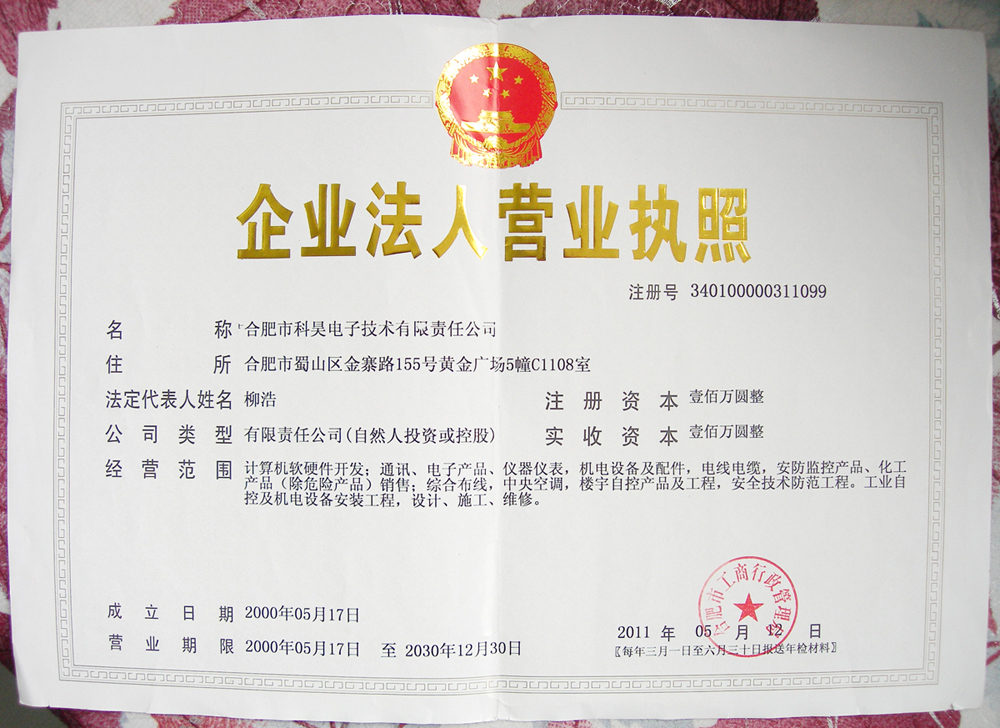 企业法人营业执照
注册号 340100000311099
名称 合肥市科昊电子技术有限责任公司
住所 合肥市蜀山区金寨路155号黄金广场5幢C1108室
法定代表人姓名 柳浩 注册资本 壹佰万圆整
公司类型 有限责任公司(自然人投资或控股) 实收资本 壹佰万圆整
经营范围 计算机软硬件开发；通讯、电子产品、仪器仪表，机电设备及配件，电线电缆，安防监控产品、化工
产品（除危险产品）销售；综合布线，中央空调，楼宇自控产品及工程，安全技术防范工程。工业自
控及机电设备安装工程，设计、施工、维修。
成立日期 2000年05月17日
营业期限 2000年05月17日 至 2030年12月30日
合肥市工商行政管理局
2011 年 05 月 12 日
〖每年三月一日至六月三十日报送年检材料〗